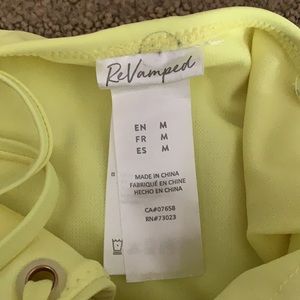 ReVamped
EN M
FR M
ES M
MADE IN CHINA
FABRIQUÉ EN CHINE
HECHO EN CHINA
CA#07658
RN#73023